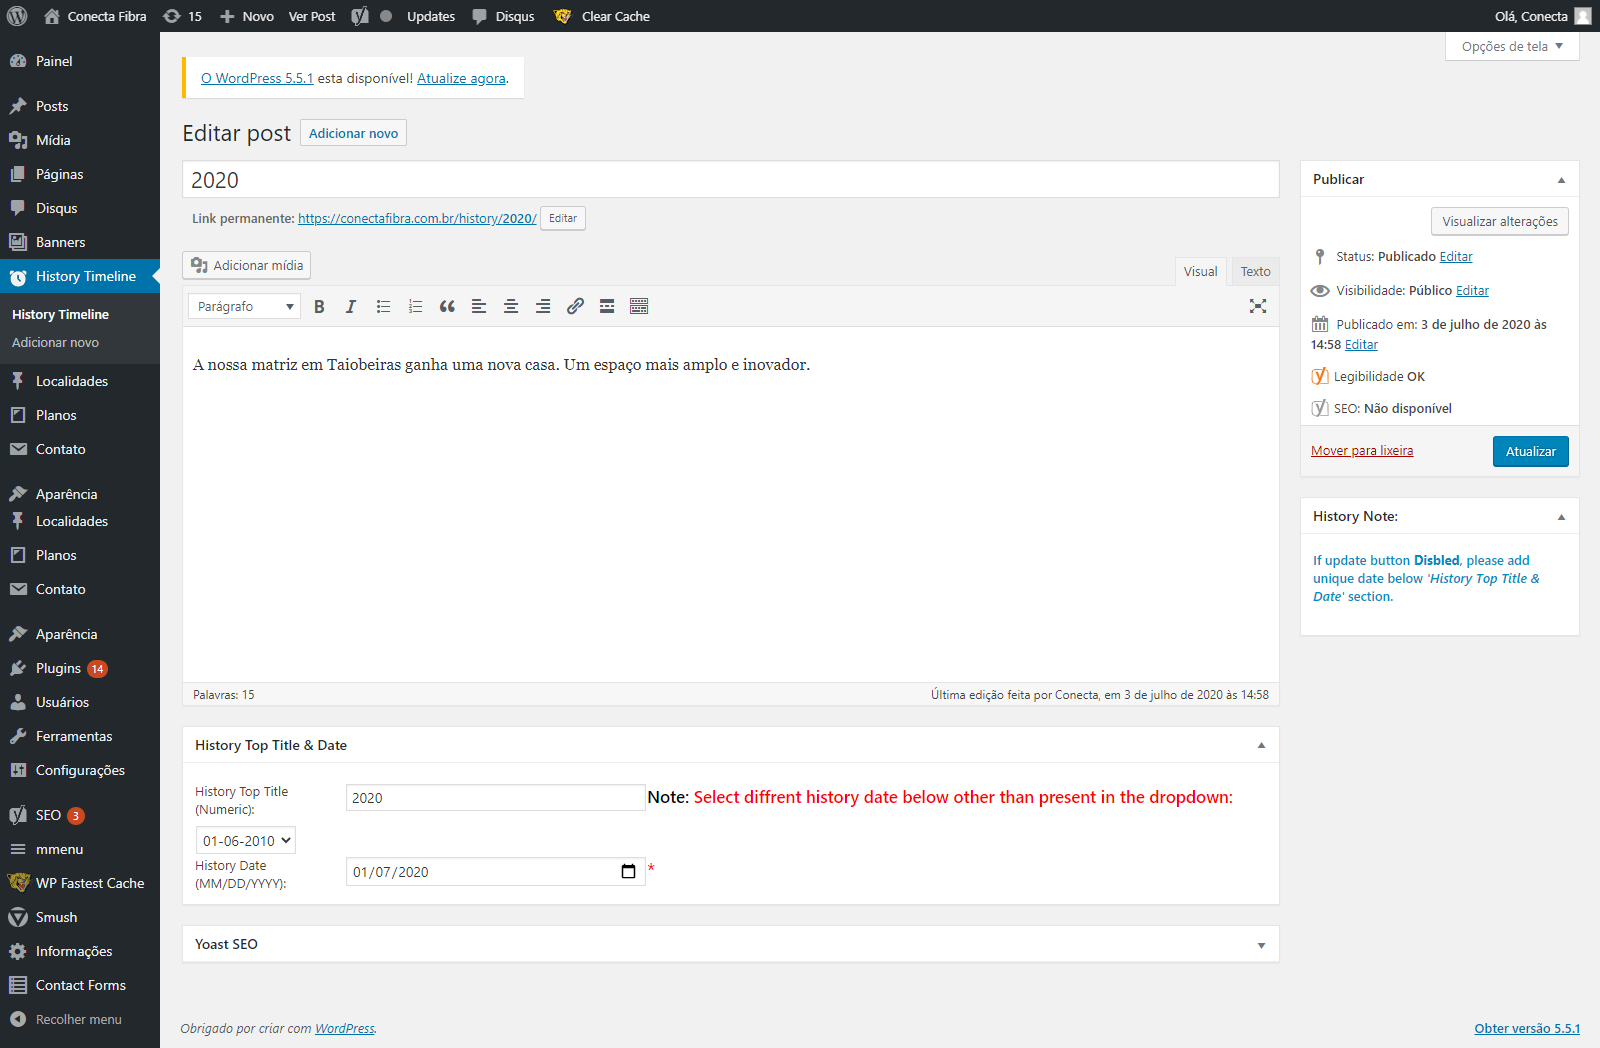 Conecta Fibra 15 Novo Ver Post Updates Disqus Clear Cache Olá, Conecta
Opções de tela
Painel
Posts
Mídia
Páginas
Disqus
Banners
History Timeline
History Timeline
Adicionar novo
Localidades
Planos
Contato
Aparência
Localidades
Planos
Contato
Aparência
Plugins 14
Usuários
Ferramentas
Configurações
SEO 3
mmenu
WP Fastest Cache
Smush
Informações
Contact Forms
Recolher menu
O WordPress 5.5.1 esta disponível! Atualize agora.
Editar post Adicionar novo
2020
Link permanente: https://conectafibra.com.br/history/2020/ Editar
Adicionar mídia
Visual Texto
Parágrafo
A nossa matriz em Taiobeiras ganha uma nova casa. Um espaço mais amplo e inovador.
Palavras: 15 Última edição feita por Conecta, em 3 de julho de 2020 às 14:58
History Top Title & Date
History Top Title
(Numeric):
2020 Note: Select diffrent history date below other than present in the dropdown:
01-06-2010
History Date
(MM/DD/YYYY):
01/07/2020 *
Yoast SEO
Publicar
Visualizar alterações
Status: Publicado Editar
Visibilidade: Público Editar
Publicado em: 3 de julho de 2020 às
14:58 Editar
Legibilidade OK
SEO: Não disponível
Mover para lixeira Atualizar
History Note:
If update button Disbled, please add
unique date below 'History Top Title &
Date' section.
Obrigado por criar com WordPress.
Obter versão 5.5.1